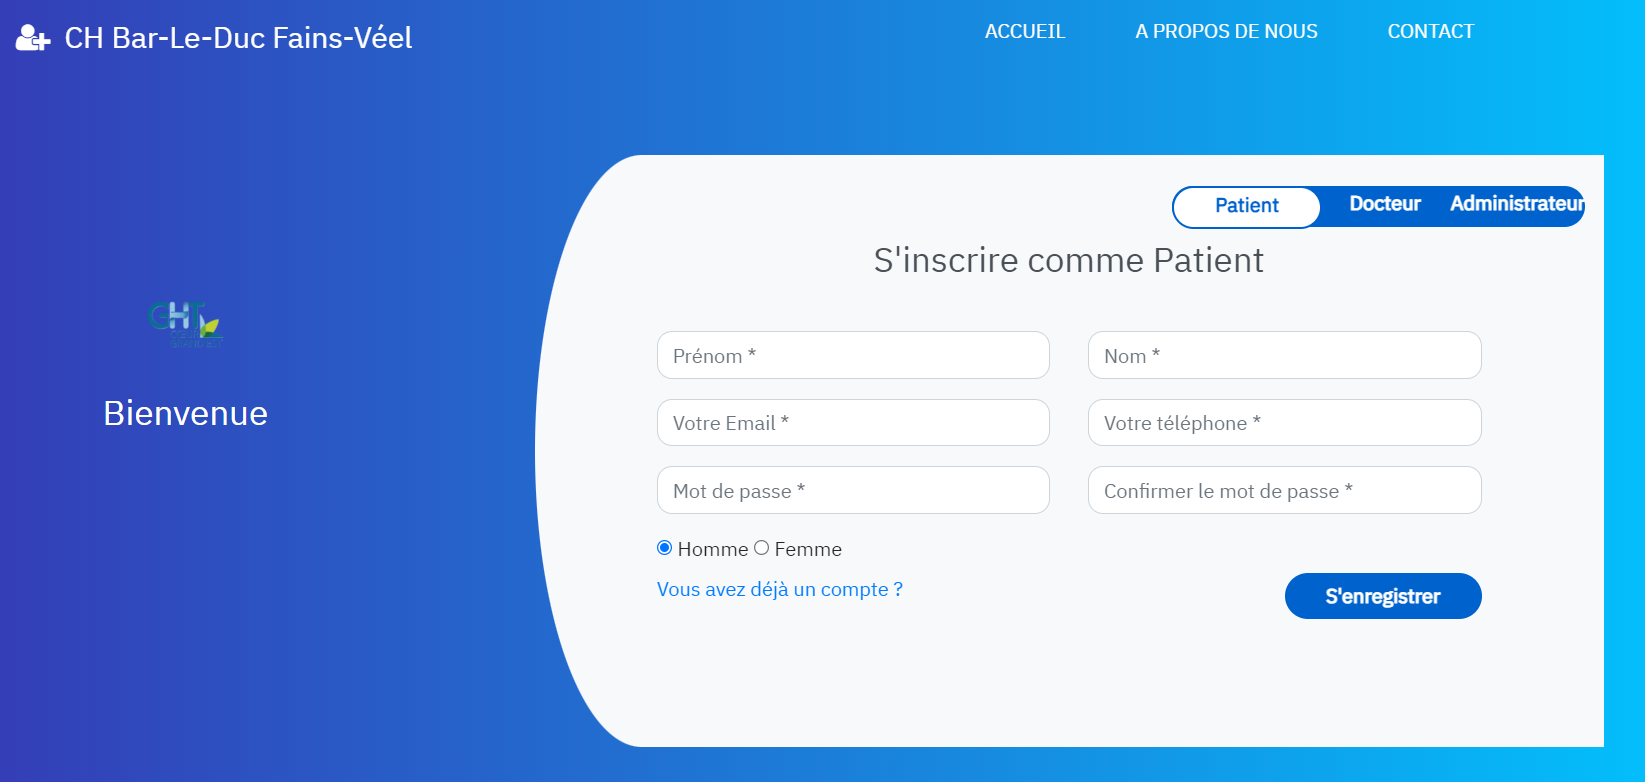 CH Bar-Le-Duc Fains-Véel
ACCUEIL
A PROPOS DE NOUS
CONTACT
Patient
Docteur
Administrateur
S'inscrire comme Patient
GHT
Bienvenue
Prénom *
Nom *
Votre Email *
Votre téléphone *
Mot de passe *
Confirmer le mot de passe *
Homme
Femme
Vous avez déjà un compte ?
S'enregistrer